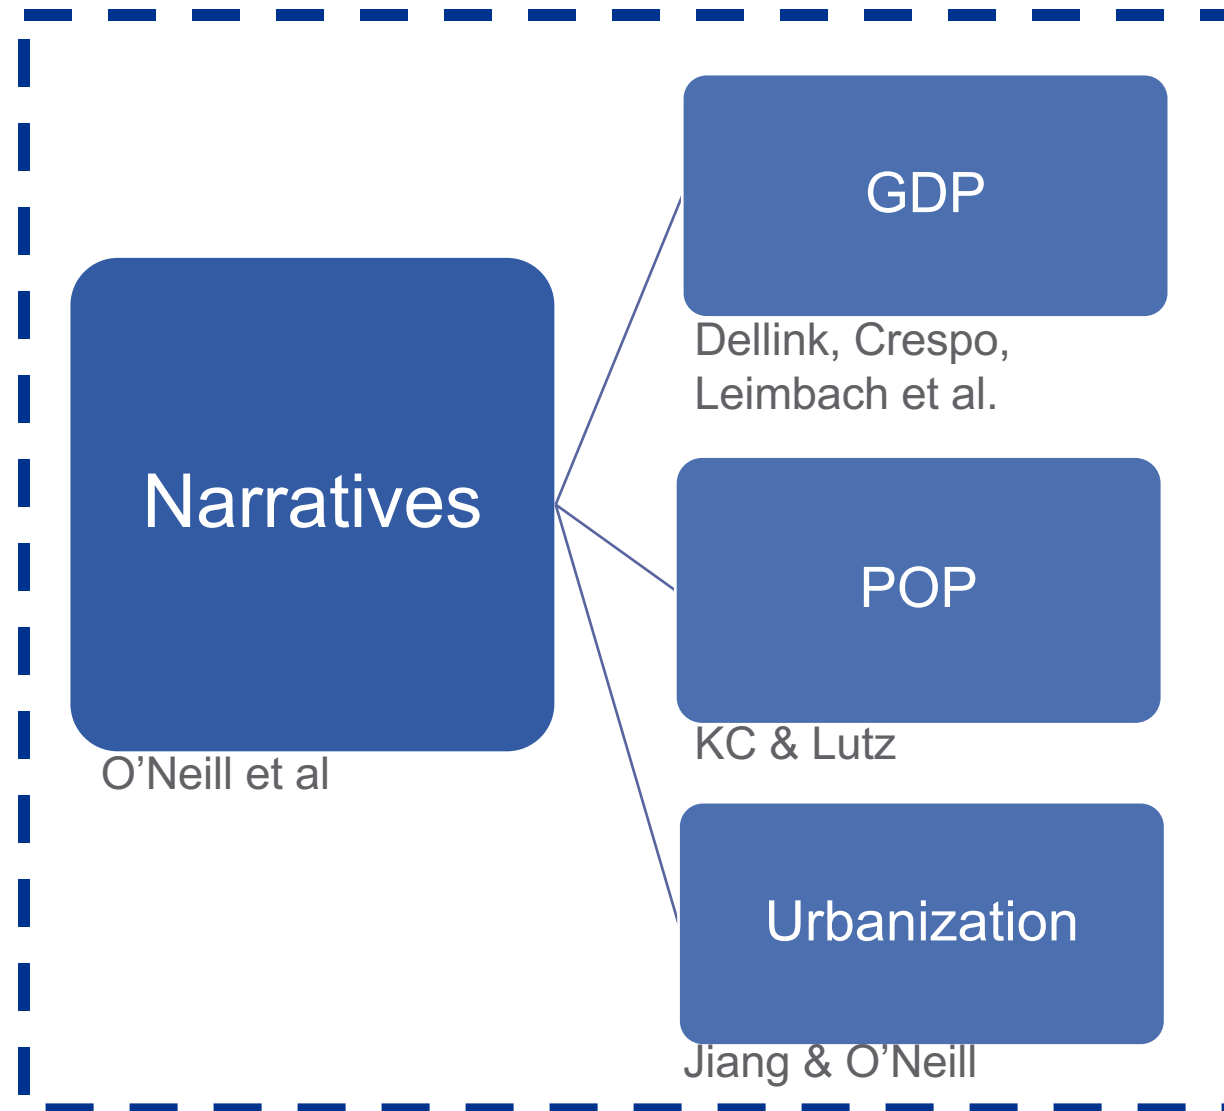 Narratives
O’Neill et al
GDP
Dellink, Crespo,
Leimbach et al.
POP
KC & Lutz
Urbanization
Jiang & O’Neill